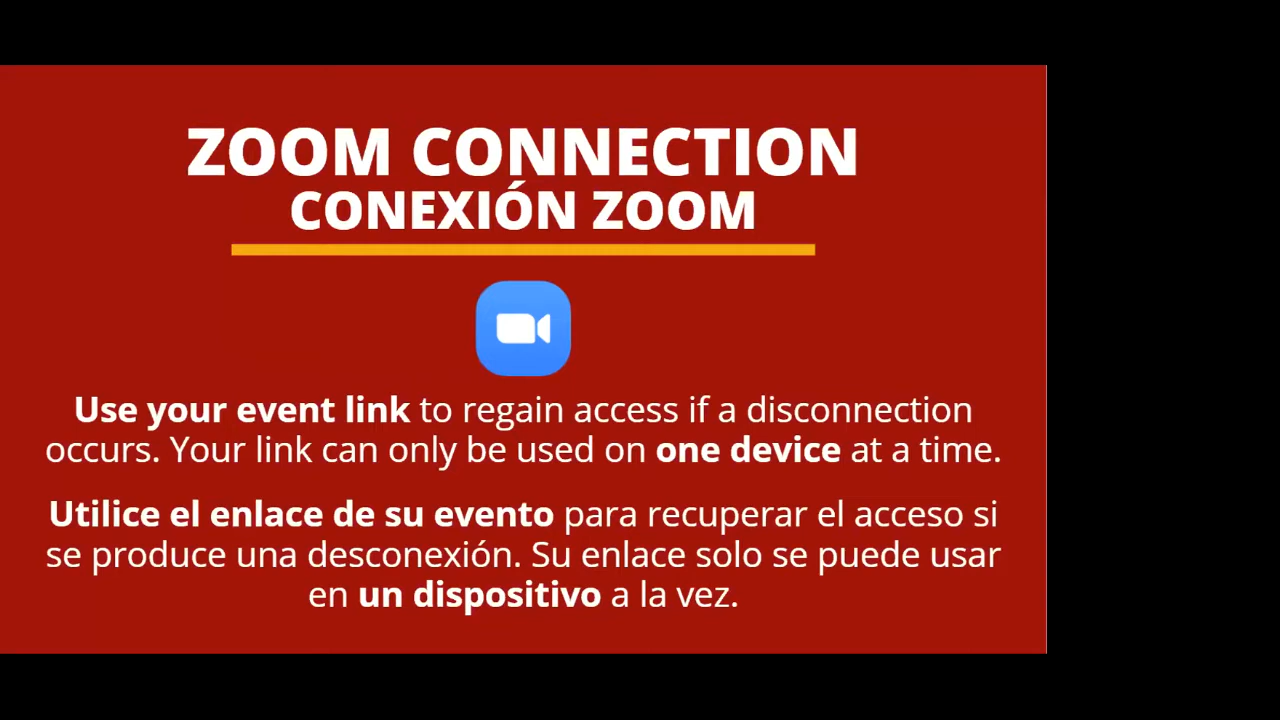 ZOOM CONNECTION
CONEXIÓN ZOOM
Use your event link to regain access if a disconnection
occurs. Your link can only be used on one device at a time.
Utilice el enlace de su evento para recuperar el acceso si
se produce una desconexión. Su enlace solo se puede usar
en un dispositivo a la vez.